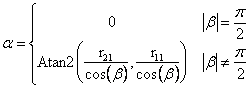 α = { 0 |β| = π/2
Atan2( r₂₁/cos(β) , r₁₁/cos(β) ) |β| ≠ π/2